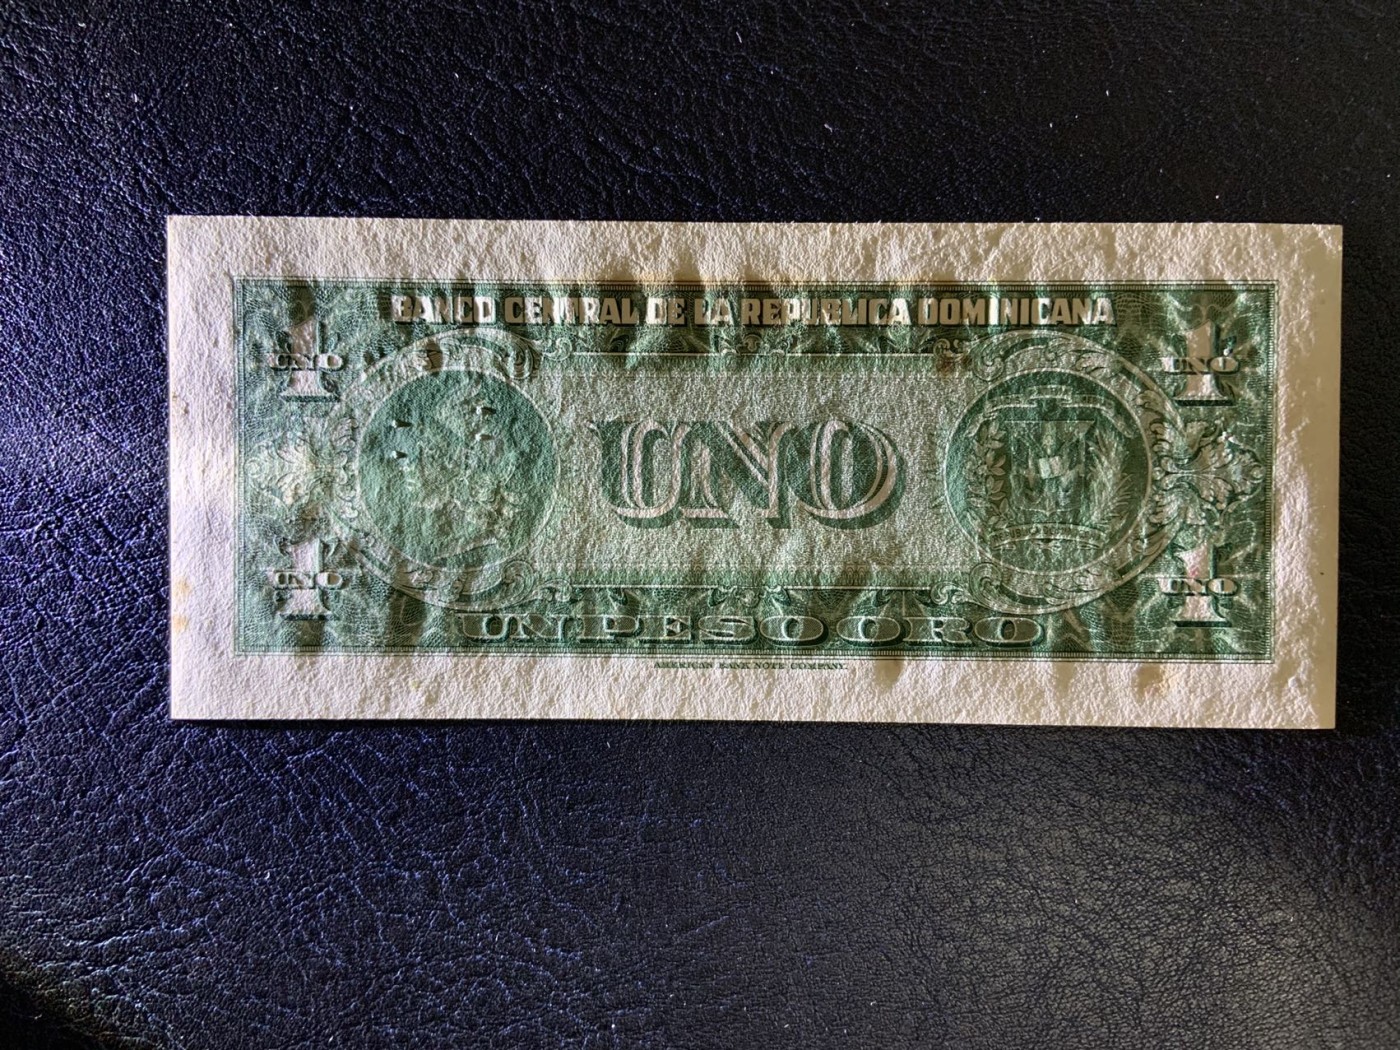 BANCO CENTRAL DE LA REPUBLICA DOMINICANA
1 UNO
1 UNO
UNO
1 UNO
1 UNO
UN PESO ORO
AMERICAN BANK NOTE COMPANY.